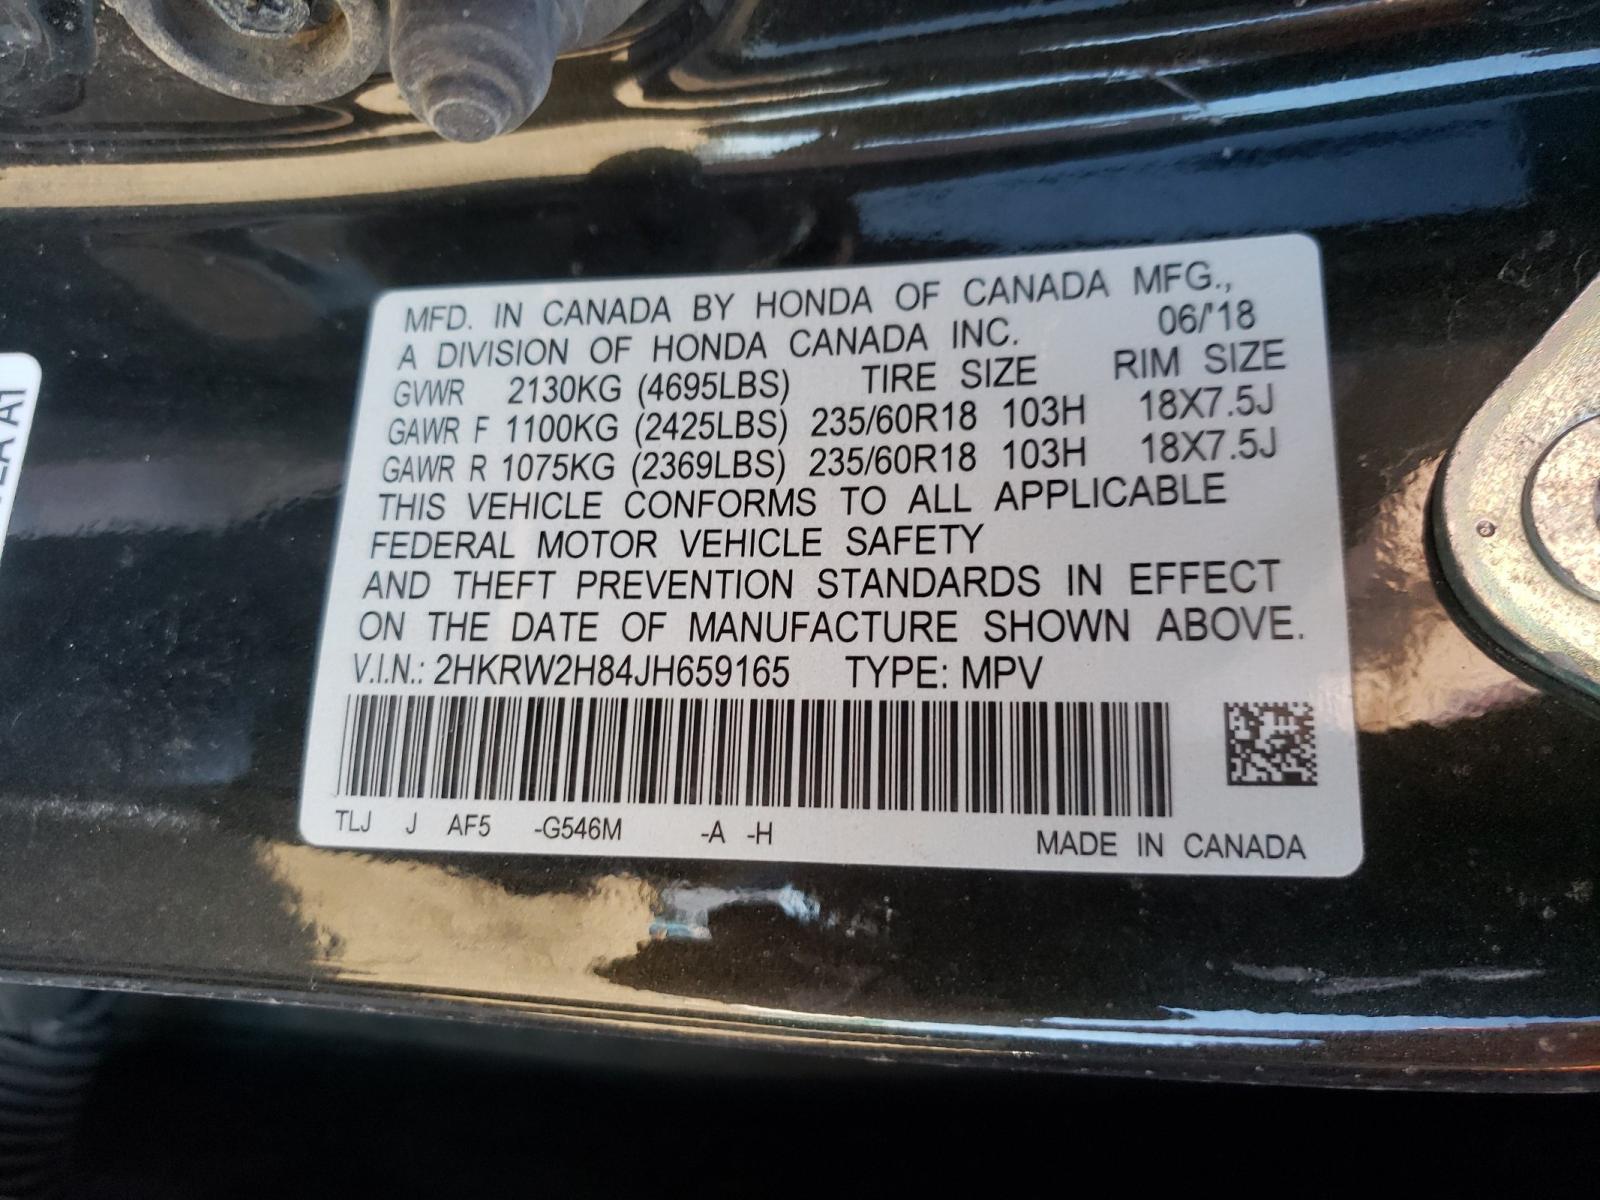 MFD. IN CANADA BY HONDA OF CANADA MFG.,
A DIVISION OF HONDA CANADA INC. 06/'18
GVWR 2130KG (4695LBS) TIRE SIZE RIM SIZE
GAWR F 1100KG (2425LBS) 235/60R18 103H 18X7.5J
GAWR R 1075KG (2369LBS) 235/60R18 103H 18X7.5J
THIS VEHICLE CONFORMS TO ALL APPLICABLE
FEDERAL MOTOR VEHICLE SAFETY
AND THEFT PREVENTION STANDARDS IN EFFECT
ON THE DATE OF MANUFACTURE SHOWN ABOVE.
V.I.N.: 2HKRW2H84JH659165 TYPE: MPV
TLJ J AF5 -G546M -A -H MADE IN CANADA